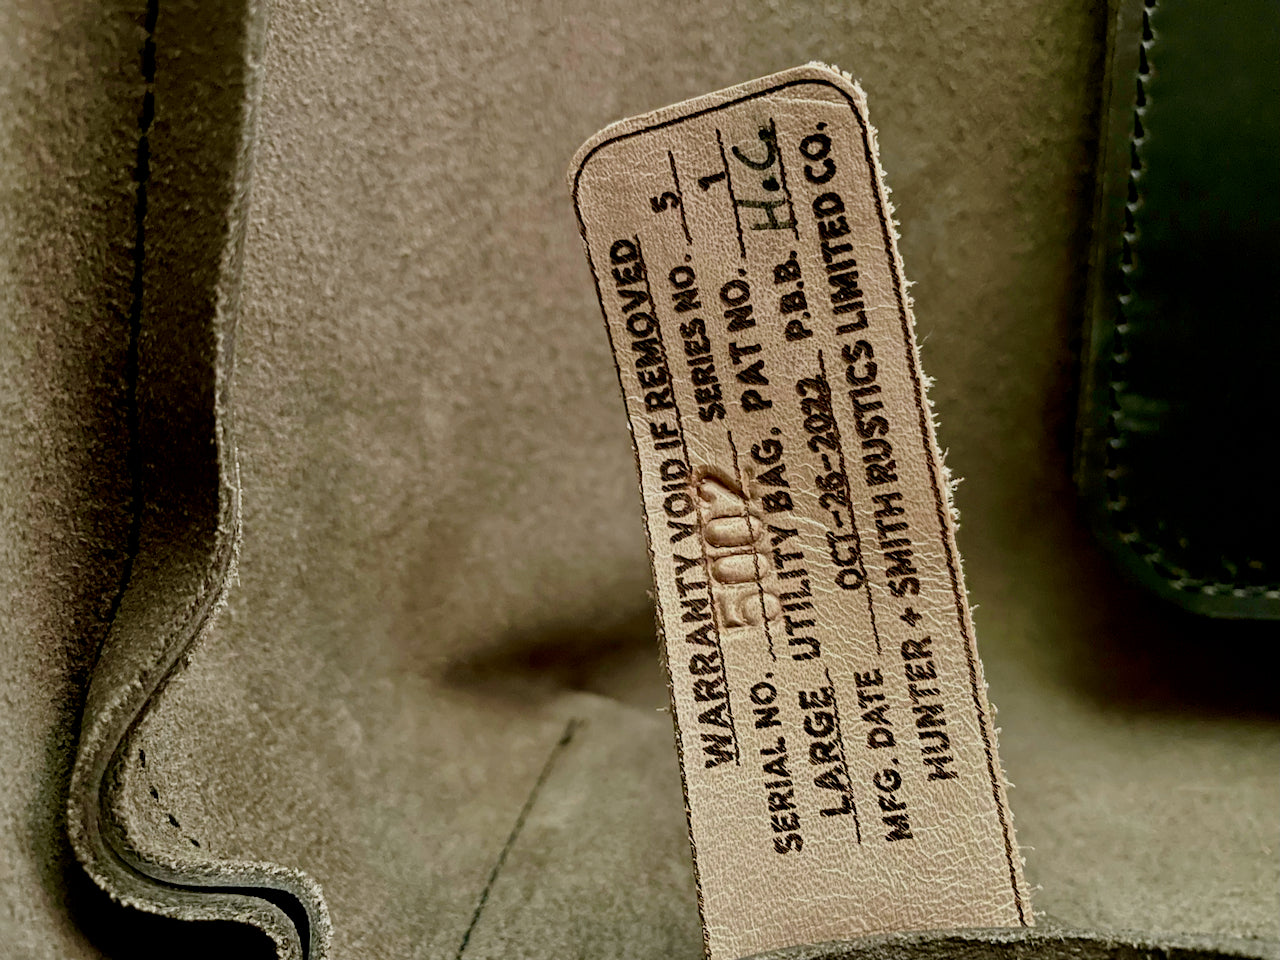 WARRANTY VOID IF REMOVED
SERIAL NO. 5007 SERIES NO. 5
LARGE UTILITY BAG. PAT NO. 1
MFG. DATE OCT-26-2022 P.B.B. H.C
HUNTER + SMITH RUSTICS LIMITED CO.